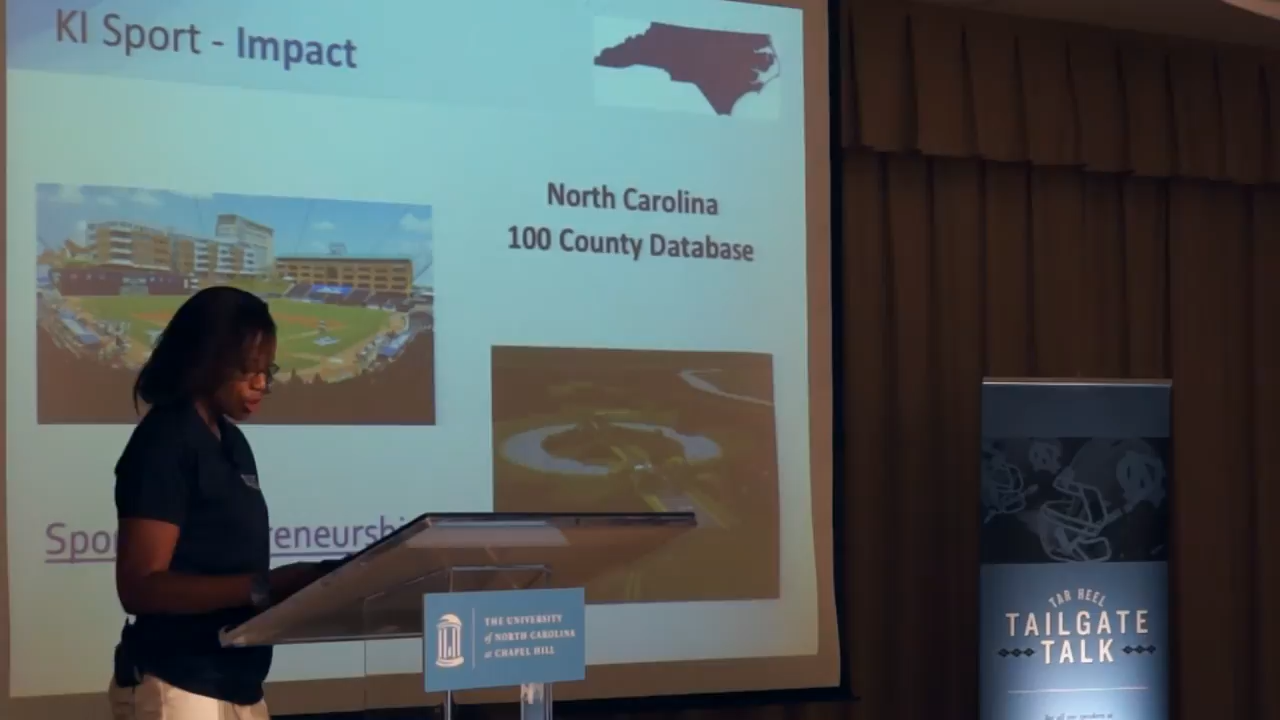 KI Sport - Impact
North Carolina
100 County Database
THE UNIVERSITY
of NORTH CAROLINA
at CHAPEL HILL
TAR HEEL
TAILGATE
TALK